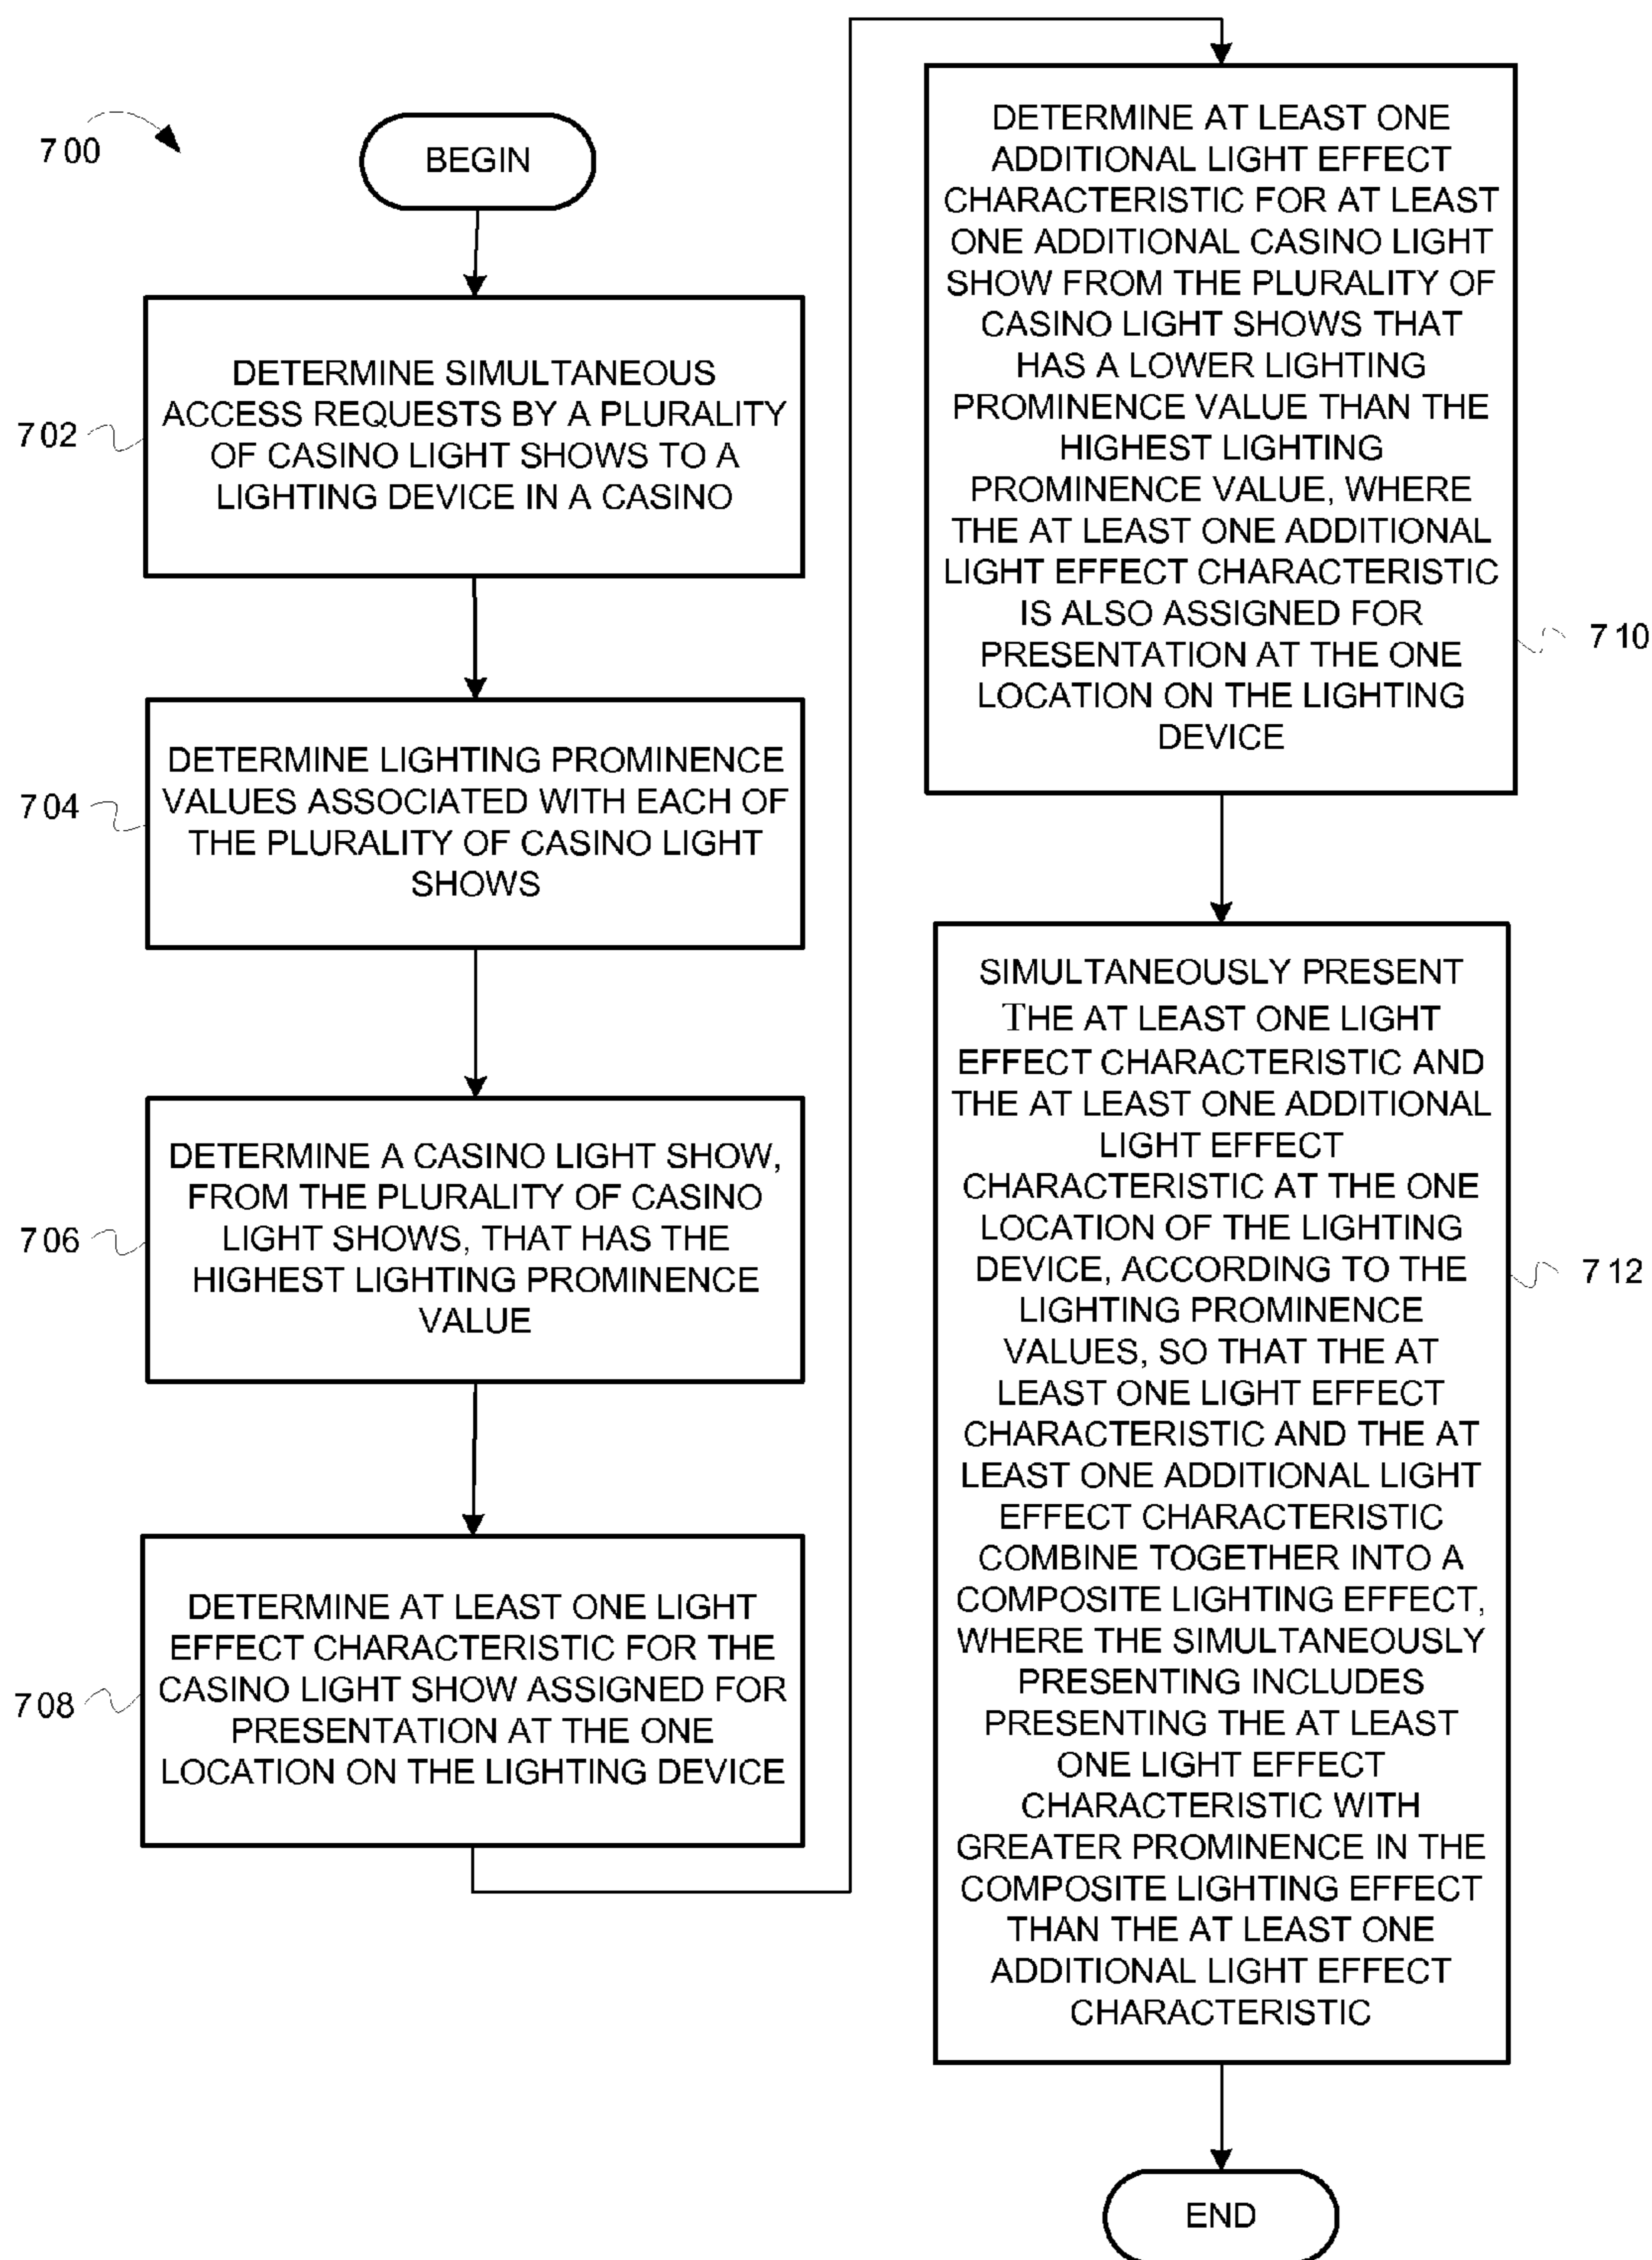 700
BEGIN
702
DETERMINE SIMULTANEOUS
ACCESS REQUESTS BY A PLURALITY
OF CASINO LIGHT SHOWS TO A
LIGHTING DEVICE IN A CASINO
704
DETERMINE LIGHTING PROMINENCE
VALUES ASSOCIATED WITH EACH OF
THE PLURALITY OF CASINO LIGHT
SHOWS
706
DETERMINE A CASINO LIGHT SHOW,
FROM THE PLURALITY OF CASINO
LIGHT SHOWS, THAT HAS THE
HIGHEST LIGHTING PROMINENCE
VALUE
708
DETERMINE AT LEAST ONE LIGHT
EFFECT CHARACTERISTIC FOR THE
CASINO LIGHT SHOW ASSIGNED FOR
PRESENTATION AT THE ONE
LOCATION ON THE LIGHTING DEVICE
DETERMINE AT LEAST ONE
ADDITIONAL LIGHT EFFECT
CHARACTERISTIC FOR AT LEAST
ONE ADDITIONAL CASINO LIGHT
SHOW FROM THE PLURALITY OF
CASINO LIGHT SHOWS THAT
HAS A LOWER LIGHTING
PROMINENCE VALUE THAN THE
HIGHEST LIGHTING
PROMINENCE VALUE, WHERE
THE AT LEAST ONE ADDITIONAL
LIGHT EFFECT CHARACTERISTIC
IS ALSO ASSIGNED FOR
PRESENTATION AT THE ONE
LOCATION ON THE LIGHTING
DEVICE
710
SIMULTANEOUSLY PRESENT
THE AT LEAST ONE LIGHT
EFFECT CHARACTERISTIC AND
THE AT LEAST ONE ADDITIONAL
LIGHT EFFECT
CHARACTERISTIC AT THE ONE
LOCATION OF THE LIGHTING
DEVICE, ACCORDING TO THE
LIGHTING PROMINENCE
VALUES, SO THAT THE AT
LEAST ONE LIGHT EFFECT
CHARACTERISTIC AND THE AT
LEAST ONE ADDITIONAL LIGHT
EFFECT CHARACTERISTIC
COMBINE TOGETHER INTO A
COMPOSITE LIGHTING EFFECT,
WHERE THE SIMULTANEOUSLY
PRESENTING INCLUDES
PRESENTING THE AT LEAST
ONE LIGHT EFFECT
CHARACTERISTIC WITH
GREATER PROMINENCE IN THE
COMPOSITE LIGHTING EFFECT
THAN THE AT LEAST ONE
ADDITIONAL LIGHT EFFECT
CHARACTERISTIC
712
END